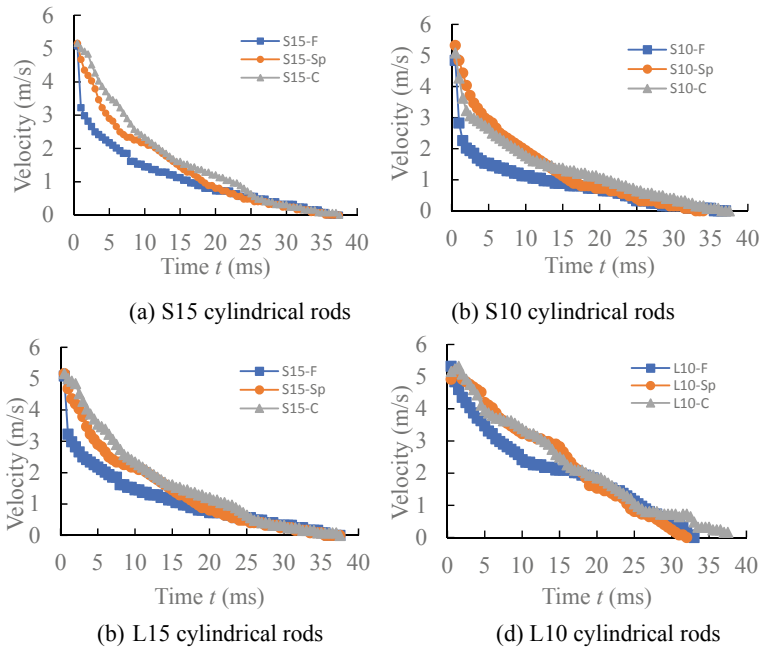 6
5
4
3
2
1
0
Velocity (m/s)
S15-F
S15-Sp
S15-C
0 5 10 15 20 25 30 35 40
Time t (ms)
(a) S15 cylindrical rods
6
5
4
3
2
1
0
Velocity (m/s)
S10-F
S10-Sp
S10-C
0 5 10 15 20 25 30 35 40
Time t (ms)
(b) S10 cylindrical rods
6
5
4
3
2
1
0
Velocity (m/s)
S15-F
S15-Sp
S15-C
0 5 10 15 20 25 30 35 40
Time t (ms)
(b) L15 cylindrical rods
6
5
4
3
2
1
0
Velocity (m/s)
L10-F
L10-Sp
L10-C
0 5 10 15 20 25 30 35 40
Time t (ms)
(d) L10 cylindrical rods